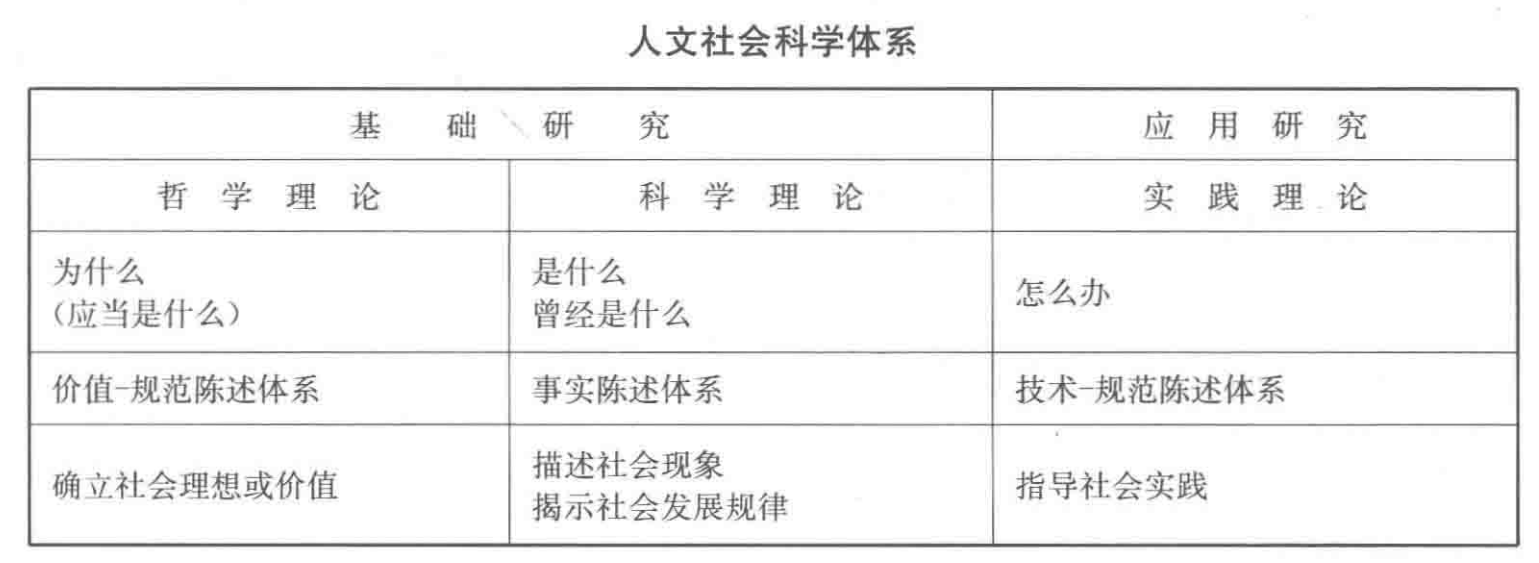 人文社会科学体系
基础研究 应用研究
哲学理论 科学理论 实践理论
为什么
（应当是什么）
是什么
曾经是什么
怎么办
价值-规范陈述体系 事实陈述体系 技术-规范陈述体系
确立社会理想或价值
描述社会现象
揭示社会发展规律
指导社会实践